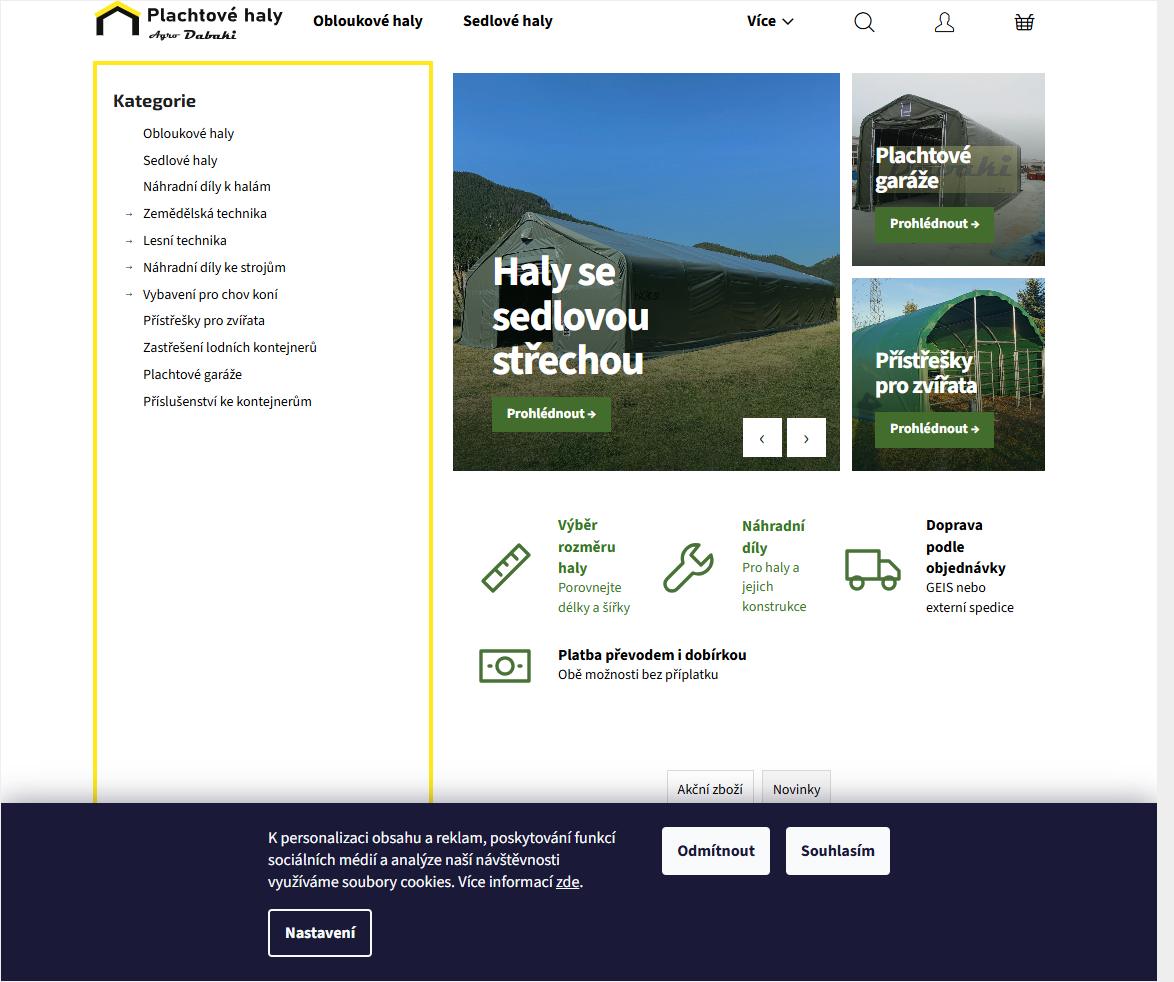 Plachtové haly
Agro Dabaki
Obloukové haly
Sedlové haly
Více
Kategorie
Obloukové haly
Sedlové haly
Náhradní díly k halám
→ Zemědělská technika
→ Lesní technika
→ Náhradní díly ke strojům
→ Vybavení pro chov koní
Přístřešky pro zvířata
Zastřešení lodních kontejnerů
Plachtové garáže
Příslušenství ke kontejnerům
Haly se
sedlovou
střechou
Prohlédnout →
‹ ›
Plachtové
garáže
Prohlédnout →
Přístřešky
pro zvířata
Prohlédnout →
Výběr
rozměru
haly
Porovnejte
délky a šířky
Náhradní
díly
Pro haly a
jejich
konstrukce
Doprava
podle
objednávky
GEIS nebo
externí spedice
Platba převodem i dobírkou
Obě možnosti bez příplatku
Akční zboží
Novinky
K personalizaci obsahu a reklam, poskytování funkcí
sociálních médií a analýze naší návštěvnosti
využíváme soubory cookies. Více informací zde.
Odmítnout
Souhlasím
Nastavení